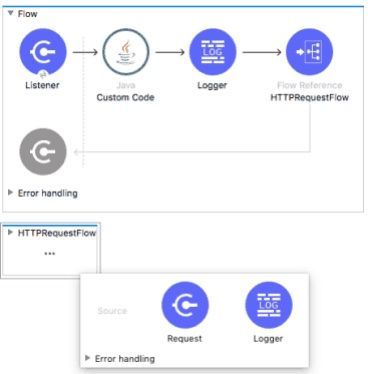 Flow
LOG
Listener
Java
Custom Code
Logger
Flow Reference
HTTPRequestFlow
Error handling
HTTPRequestFlow
...
Source
LOG
Request
Logger
Error handling